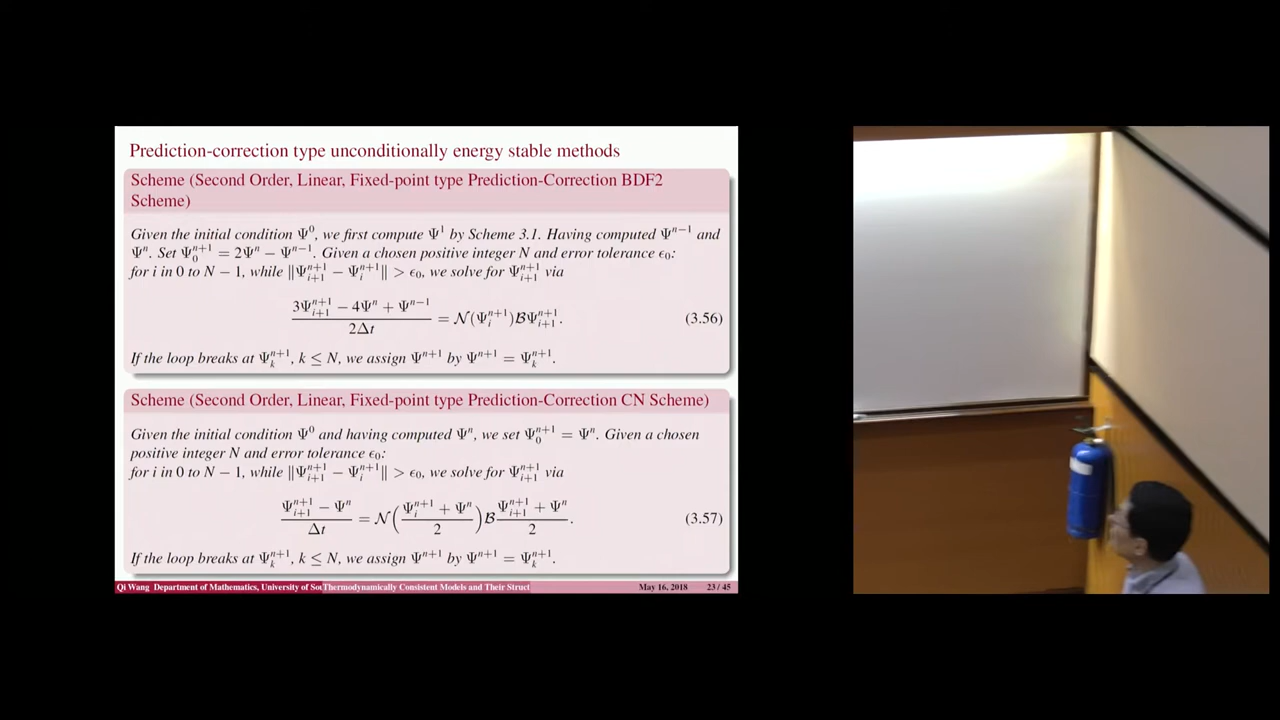 Prediction-correction type unconditionally energy stable methods
Scheme (Second Order, Linear, Fixed-point type Prediction-Correction BDF2
Scheme)
Given the initial condition Ψ^0, we first compute Ψ^1 by Scheme 3.1. Having computed Ψ^{n−1} and
Ψ^n. Set Ψ_0^{n+1} = 2Ψ^n − Ψ^{n−1}. Given a chosen positive integer N and error tolerance ϵ_0:
for i in 0 to N − 1, while ‖Ψ_{i+1}^{n+1} − Ψ_i^{n+1}‖ > ϵ_0, we solve for Ψ_{i+1}^{n+1} via
\frac{3Ψ_{i+1}^{n+1} − 4Ψ^n + Ψ^{n−1}}{2Δt} = 𝒩(Ψ_i^{n+1})ℬΨ_{i+1}^{n+1}. (3.56)
If the loop breaks at Ψ_k^{n+1}, k ≤ N, we assign Ψ^{n+1} by Ψ^{n+1} = Ψ_k^{n+1}.
Scheme (Second Order, Linear, Fixed-point type Prediction-Correction CN Scheme)
Given the initial condition Ψ^0 and having computed Ψ^n, we set Ψ_0^{n+1} = Ψ^n. Given a chosen
positive integer N and error tolerance ϵ_0:
for i in 0 to N − 1, while ‖Ψ_{i+1}^{n+1} − Ψ_i^{n+1}‖ > ϵ_0, we solve for Ψ_{i+1}^{n+1} via
\frac{Ψ_{i+1}^{n+1} − Ψ^n}{Δt} = 𝒩(\frac{Ψ_i^{n+1} + Ψ^n}{2})ℬ\frac{Ψ_{i+1}^{n+1} + Ψ^n}{2}. (3.57)
If the loop breaks at Ψ_k^{n+1}, k ≤ N, we assign Ψ^{n+1} by Ψ^{n+1} = Ψ_k^{n+1}.
Qi Wang Department of Mathematics, University of Sou Thermodynamically Consistent Models and Their Struct May 16, 2018 23 / 45